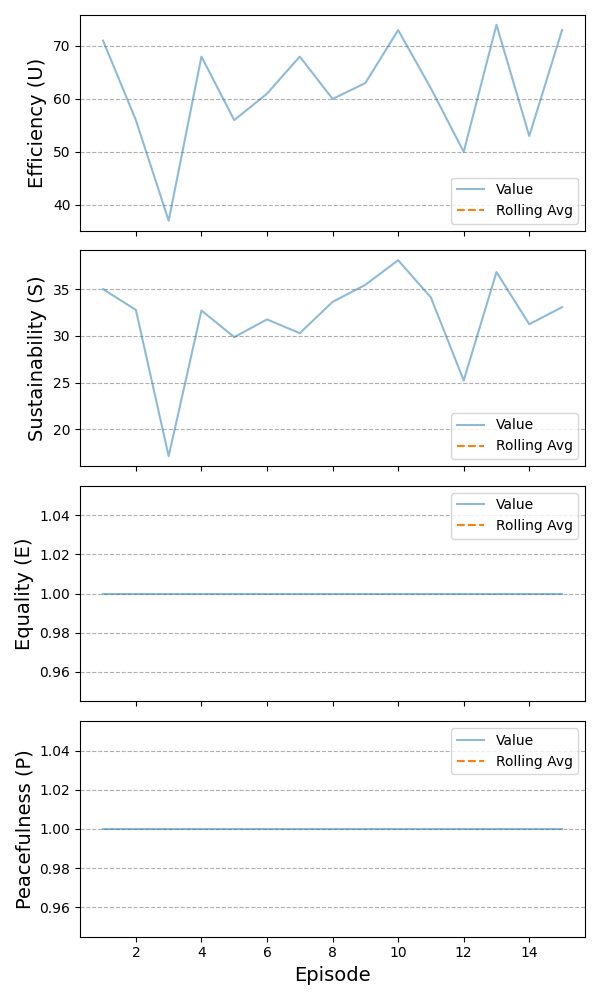 Efficiency (U)
70
60
50
40
Value
Rolling Avg
Sustainability (S)
35
30
25
20
Value
Rolling Avg
Equality (E)
1.04
1.02
1.00
0.98
0.96
Value
Rolling Avg
Peacefulness (P)
1.04
1.02
1.00
0.98
0.96
Value
Rolling Avg
2 4 6 8 10 12 14
Episode